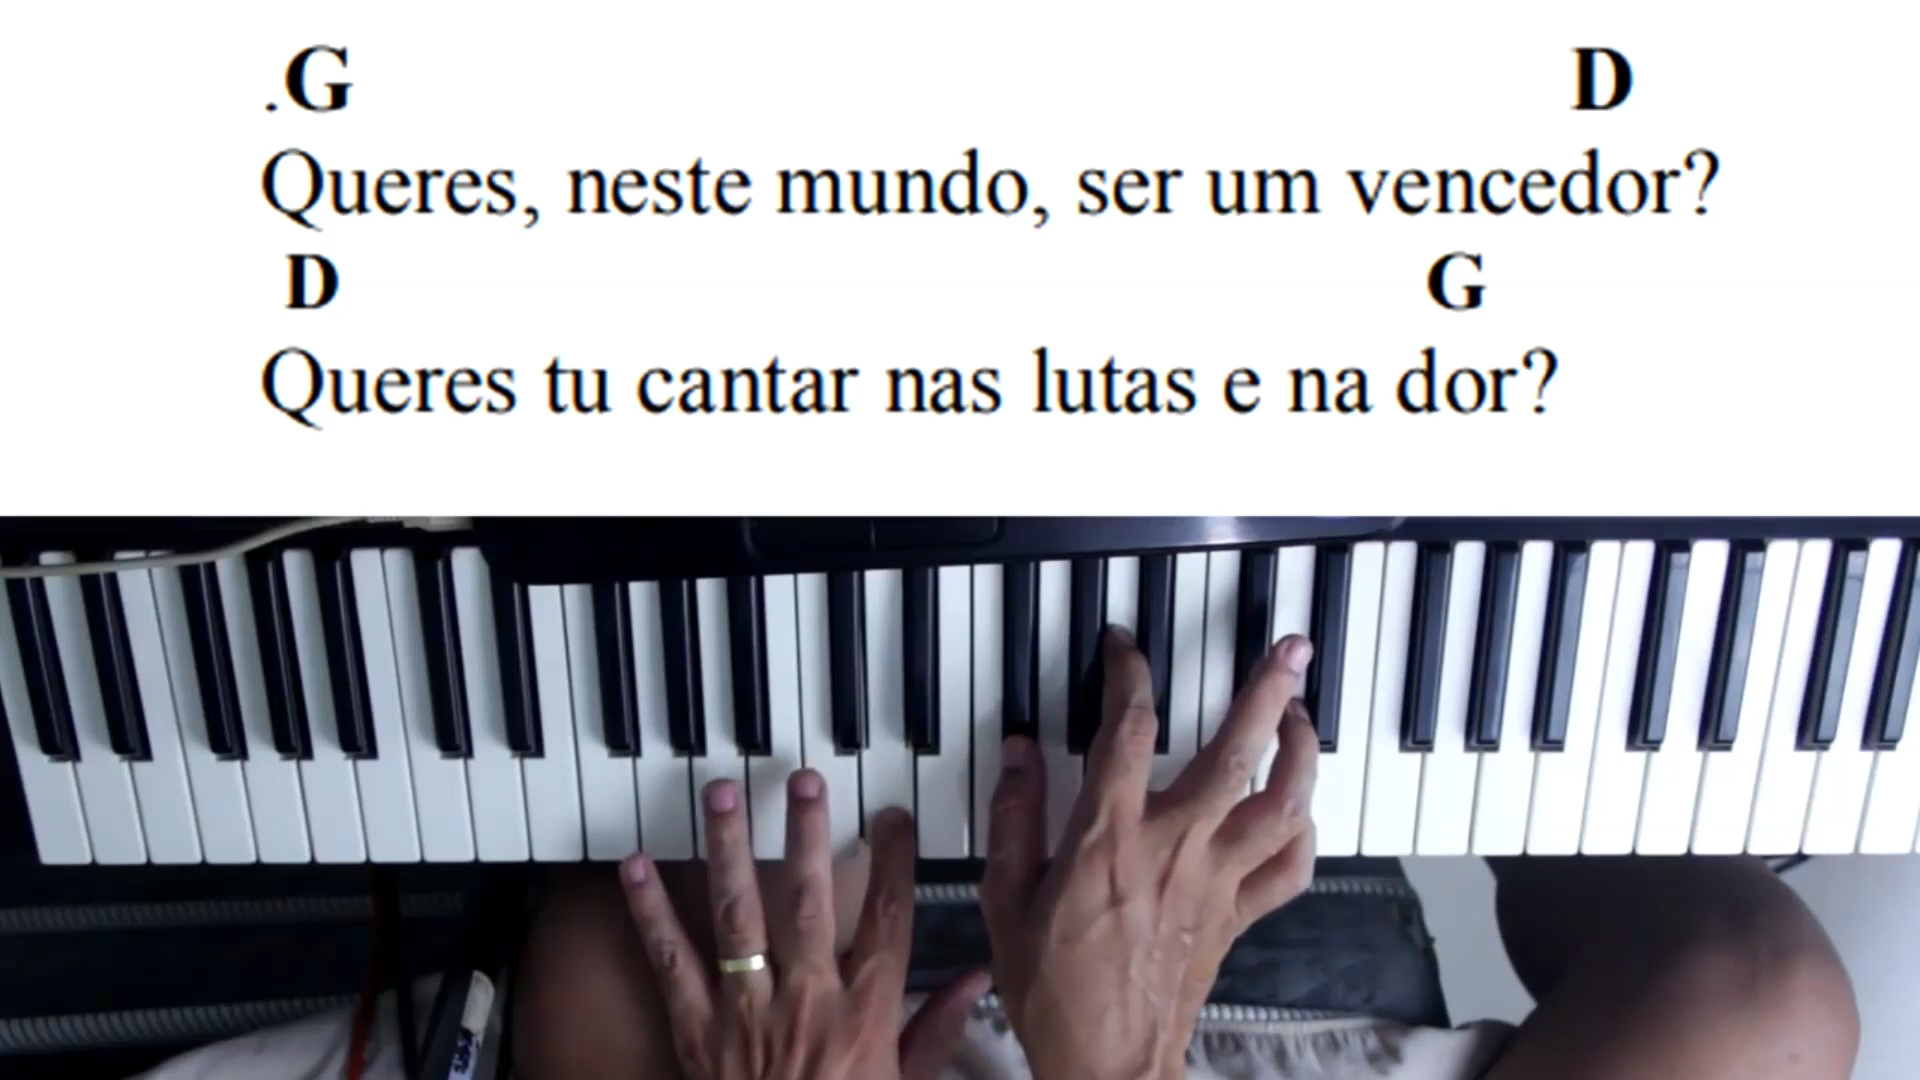 .G D
Queres, neste mundo, ser um vencedor?
D G
Queres tu cantar nas lutas e na dor?